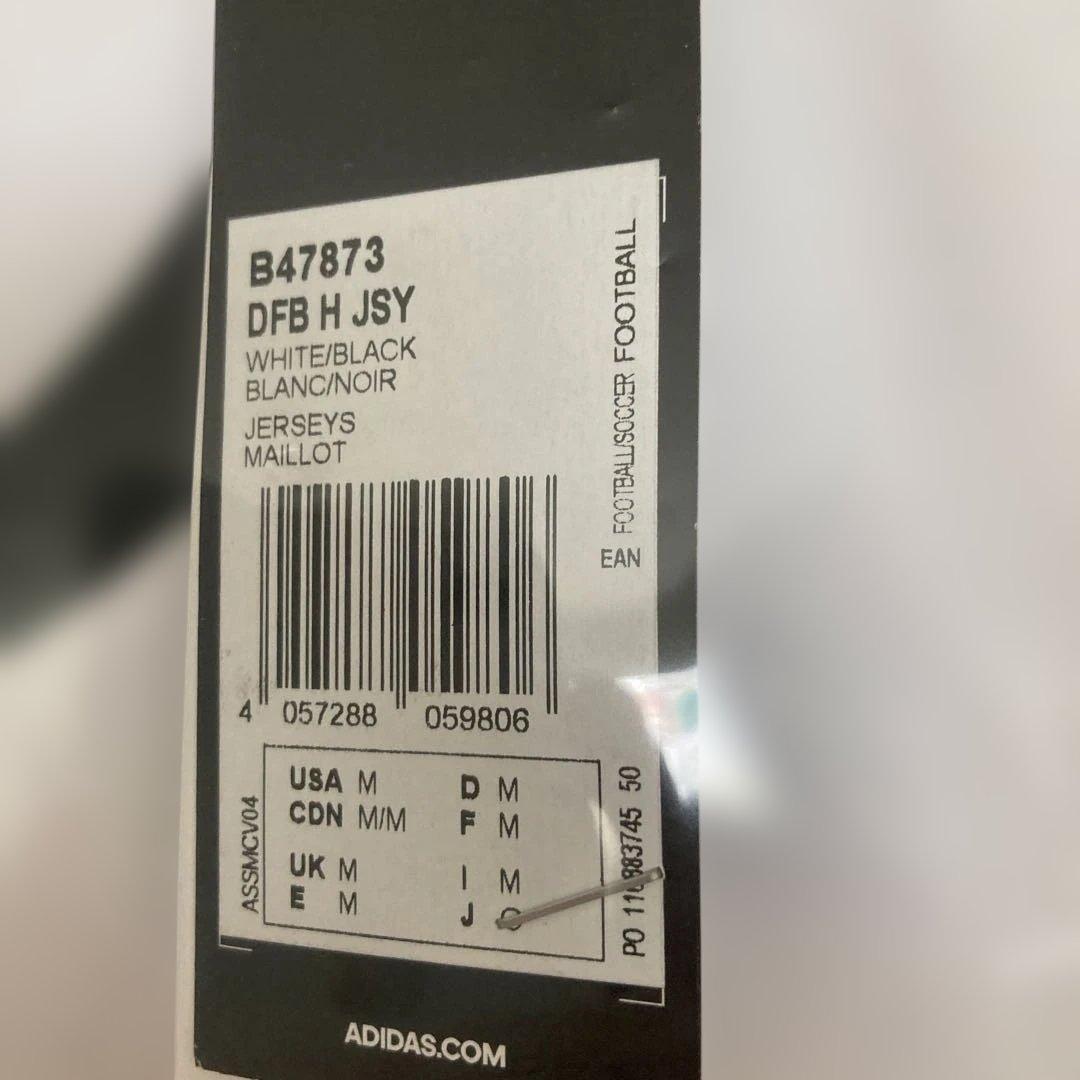 B47873
DFB H JSY
WHITE/BLACK
BLANC/NOIR
JERSEYS
MAILLOT
FOOTBALL/SOCCER FOOTBALL
EAN
4 057288 059806
USA M D M
CDN M/M F M
UK M I M
E M J
ASSMCV04
PO 50
ADIDAS.COM